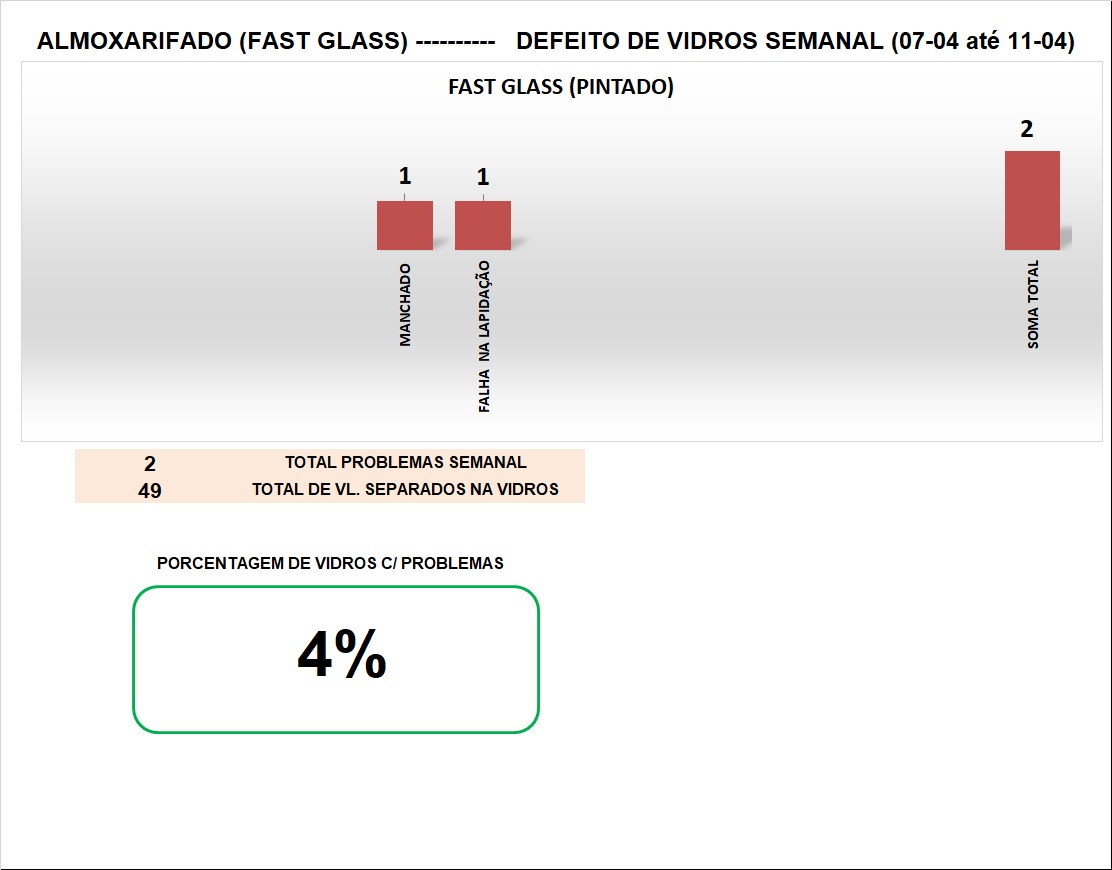 ALMOXARIFADO (FAST GLASS) ---------- DEFEITO DE VIDROS SEMANAL (07-04 até 11-04)
FAST GLASS (PINTADO)
1
1
2
MANCHADO
FALHA NA LAPIDAÇÃO
SOMA TOTAL
2 TOTAL PROBLEMAS SEMANAL
49 TOTAL DE VL. SEPARADOS NA VIDROS
PORCENTAGEM DE VIDROS C/ PROBLEMAS
4%